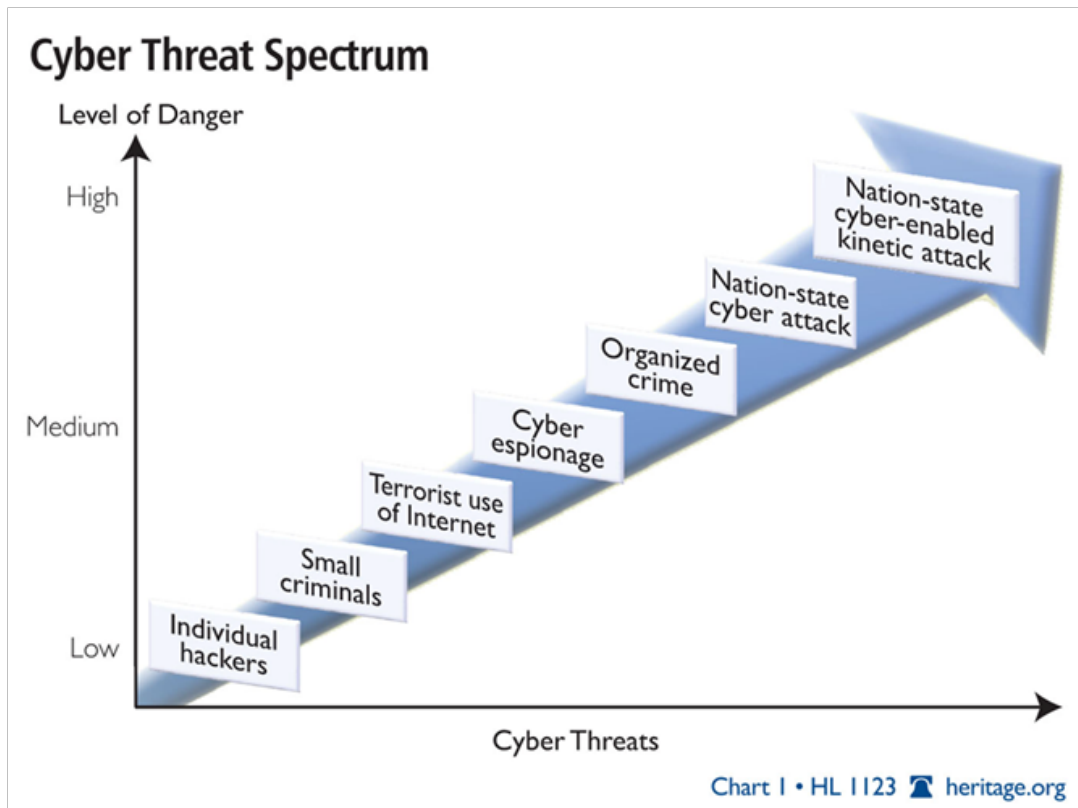 Cyber Threat Spectrum
Level of Danger
High
Medium
Low
Nation-state
cyber-enabled
kinetic attack
Nation-state
cyber attack
Organized
crime
Cyber
espionage
Terrorist use
of Internet
Small
criminals
Individual
hackers
Cyber Threats
Chart 1 • HL 1123 heritage.org